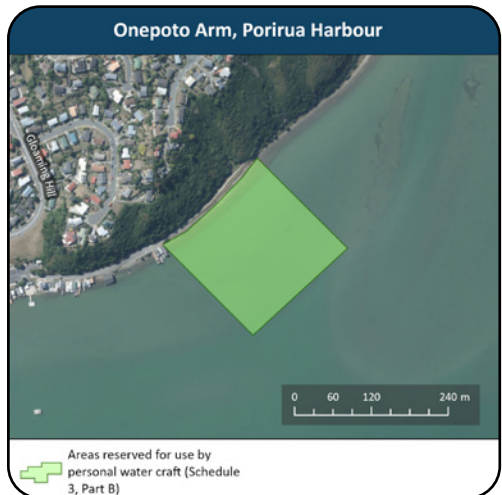 Onepoto Arm, Porirua Harbour
Gloaming Hill
0 60 120 240 m
Areas reserved for use by
personal water craft (Schedule
3, Part B)